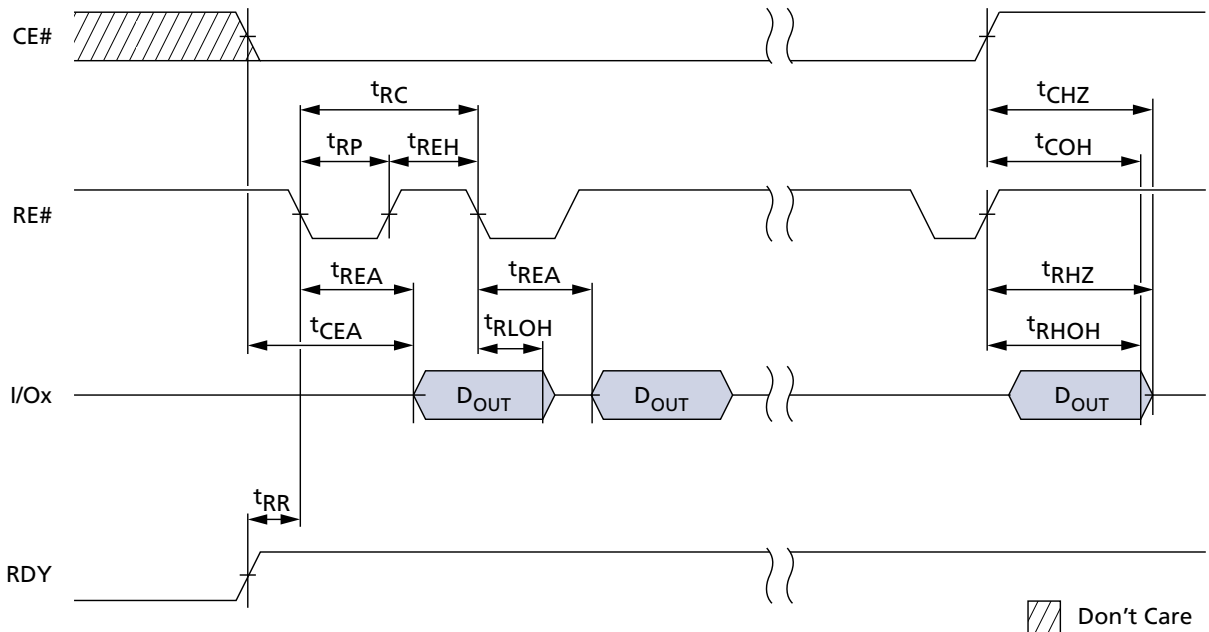 CE#
tRC
tCHZ
tRP
tREH
tCOH
RE#
tREA
tREA
tRHZ
tCEA
tRLOH
tRHOH
I/Ox
DOUT
DOUT
DOUT
tRR
RDY
Don't Care